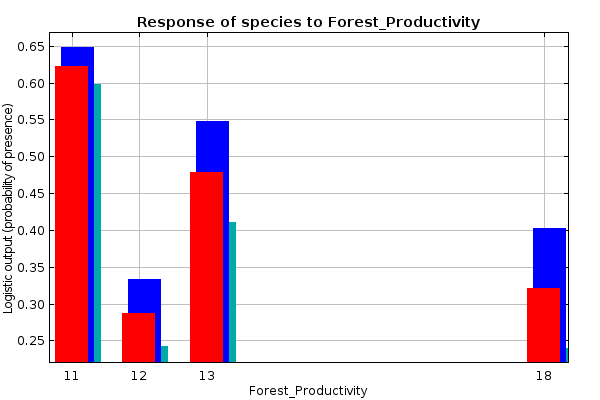 Response of species to Forest_Productivity
Logistic output (probability of presence)
0.65
0.60
0.55
0.50
0.45
0.40
0.35
0.30
0.25
11 12 13 18
Forest_Productivity